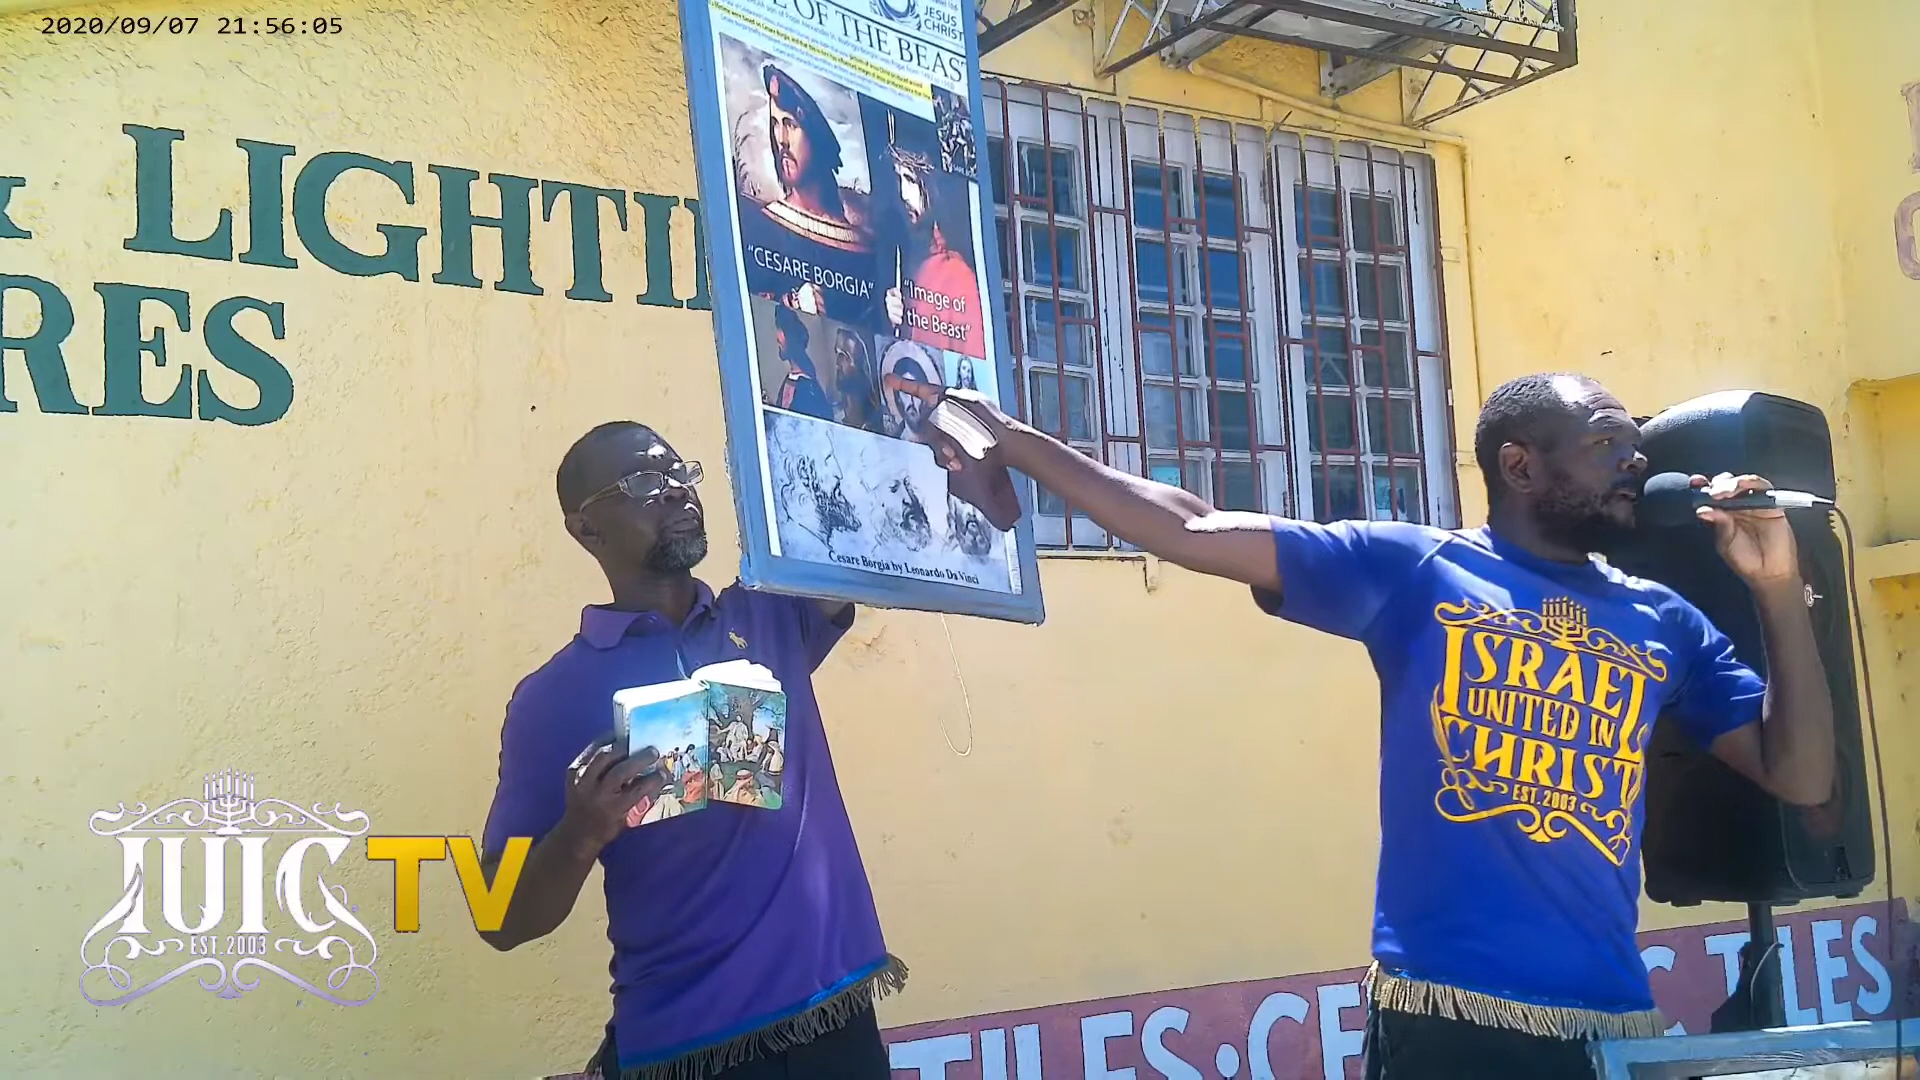 2020/09/07 21:56:05
JESUS
CHRIST
E OF THE BEAST
& LIGHTI
RES
"CESARE BORGIA"
"Image of
the Beast"
Cesare Borgia by Leonardo Da Vinci
ISRAEL
UNITED IN
CHRIST
EST. 2003
IUIC TV
EST. 2003
TILES · CE
C TILES